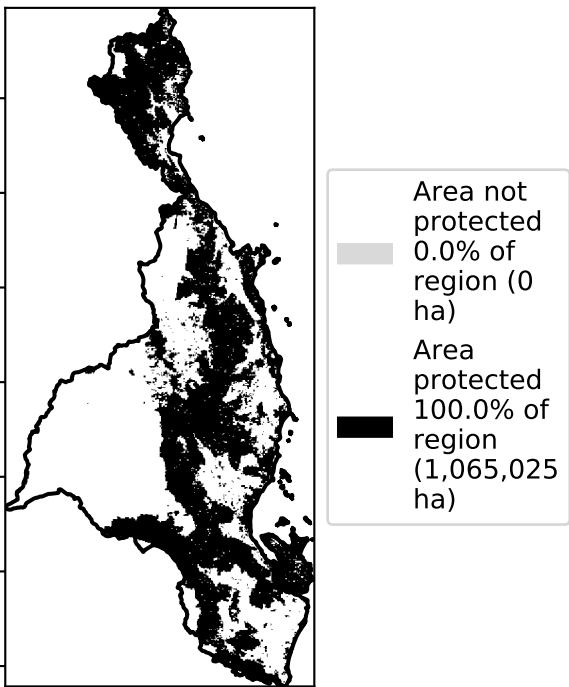 Area not
protected
0.0% of
region (0
ha)
Area
protected
100.0% of
region
(1,065,025
ha)